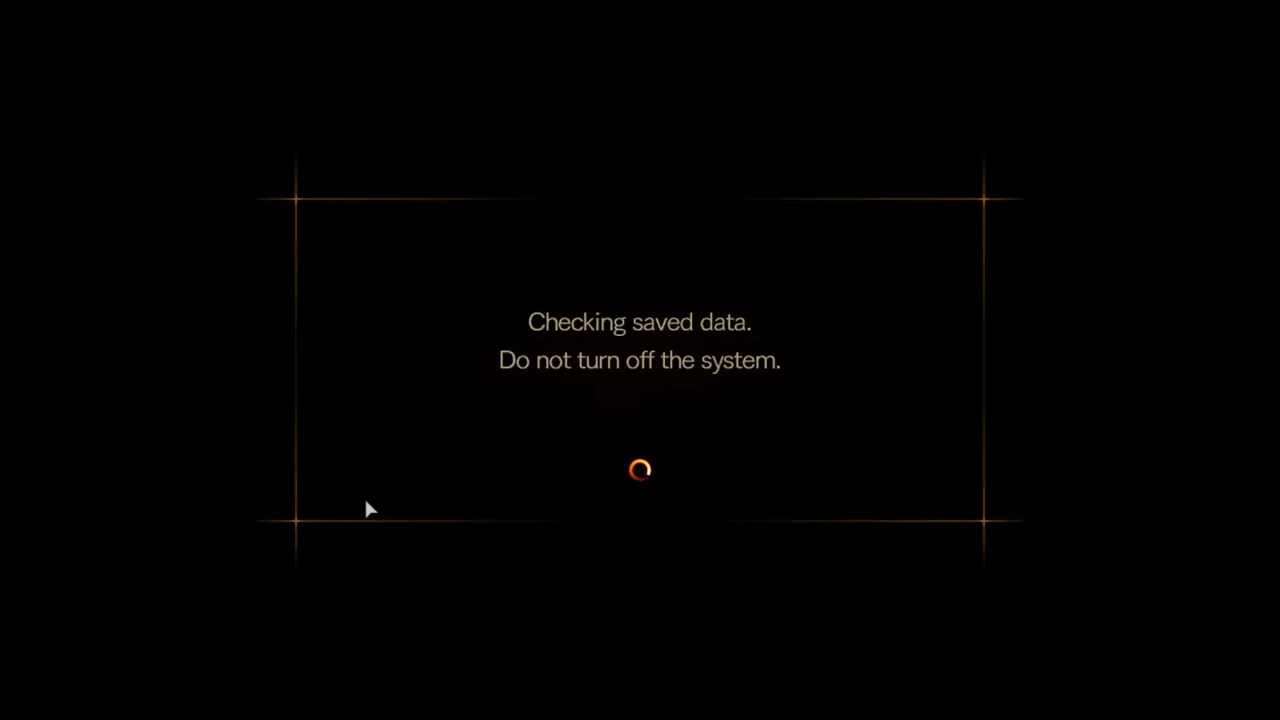 Checking saved data.
Do not turn off the system.